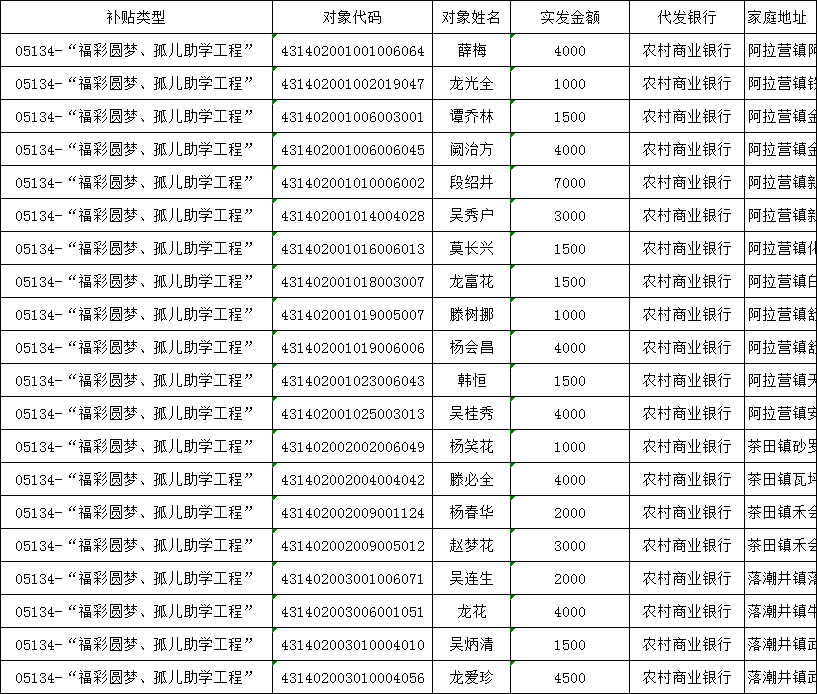 补贴类型 对象代码 对象姓名 实发金额 代发银行 家庭地址
05134-“福彩圆梦、孤儿助学工程” 431402001001006064 薛梅 4000 农村商业银行 阿拉营镇阿
05134-“福彩圆梦、孤儿助学工程” 431402001002019047 龙光全 1000 农村商业银行 阿拉营镇
05134-“福彩圆梦、孤儿助学工程” 431402001006003001 谭乔林 1500 农村商业银行 阿拉营镇金
05134-“福彩圆梦、孤儿助学工程” 431402001006006045 阚治方 4000 农村商业银行 阿拉营镇金
05134-“福彩圆梦、孤儿助学工程” 431402001010006002 段绍井 7000 农村商业银行 阿拉营镇新
05134-“福彩圆梦、孤儿助学工程” 431402001014004028 吴秀户 3000 农村商业银行 阿拉营镇新
05134-“福彩圆梦、孤儿助学工程” 431402001016006013 莫长兴 1500 农村商业银行 阿拉营镇化
05134-“福彩圆梦、孤儿助学工程” 431402001018003007 龙富花 1500 农村商业银行 阿拉营镇白
05134-“福彩圆梦、孤儿助学工程” 431402001019005007 滕树挪 1000 农村商业银行 阿拉营镇舒
05134-“福彩圆梦、孤儿助学工程” 431402001019006006 杨会昌 4000 农村商业银行 阿拉营镇舒
05134-“福彩圆梦、孤儿助学工程” 431402001023006043 韩恒 1500 农村商业银行 阿拉营镇天
05134-“福彩圆梦、孤儿助学工程” 431402001025003013 吴桂秀 4000 农村商业银行 阿拉营镇安
05134-“福彩圆梦、孤儿助学工程” 431402002002006049 杨笑花 1000 农村商业银行 茶田镇砂罗
05134-“福彩圆梦、孤儿助学工程” 431402002004004042 滕必全 4000 农村商业银行 茶田镇瓦坪
05134-“福彩圆梦、孤儿助学工程” 431402002009001124 杨春华 2000 农村商业银行 茶田镇禾会
05134-“福彩圆梦、孤儿助学工程” 431402002009005012 赵梦花 3000 农村商业银行 茶田镇禾会
05134-“福彩圆梦、孤儿助学工程” 431402003001006071 吴连生 2000 农村商业银行 落潮井镇落
05134-“福彩圆梦、孤儿助学工程” 431402003006001051 龙花 4000 农村商业银行 落潮井镇牛
05134-“福彩圆梦、孤儿助学工程” 431402003010004010 吴炳清 1500 农村商业银行 落潮井镇武
05134-“福彩圆梦、孤儿助学工程” 431402003010004056 龙爱珍 4500 农村商业银行 落潮井镇武